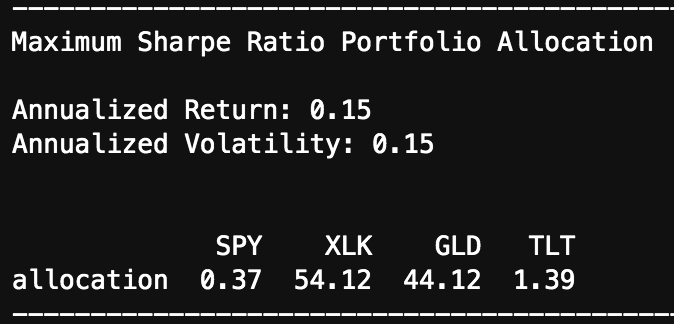 --------------------------------------------
Maximum Sharpe Ratio Portfolio Allocation
Annualized Return: 0.15
Annualized Volatility: 0.15
SPY XLK GLD TLT
allocation 0.37 54.12 44.12 1.39
--------------------------------------------